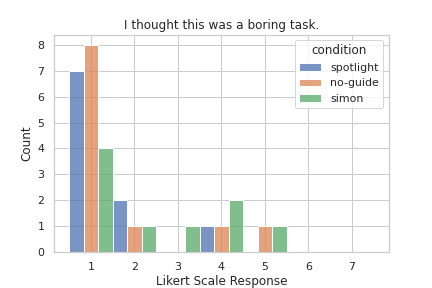 I thought this was a boring task.
condition
spotlight
no-guide
simon
8
7
6
5
4
3
2
1
0
Count
1 2 3 4 5 6 7
Likert Scale Response